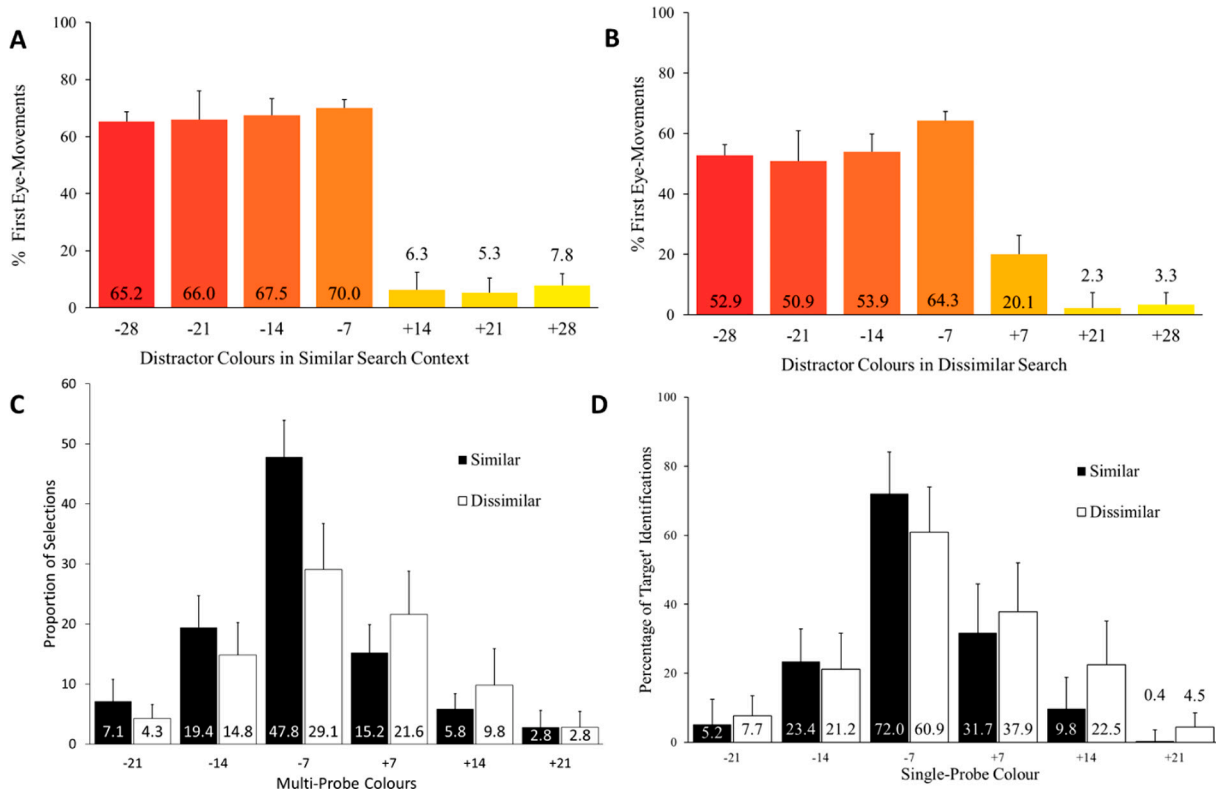 A
% First Eye-Movements
100
80
60
40
20
0
65.2 66.0 67.5 70.0 6.3 5.3 7.8
-28 -21 -14 -7 +14 +21 +28
Distractor Colours in Similar Search Context
B
% First Eye-Movements
100
80
60
40
20
0
52.9 50.9 53.9 64.3 20.1 2.3 3.3
-28 -21 -14 -7 +7 +21 +28
Distractor Colours in Dissimilar Search
C
Proportion of Selections
60
50
40
30
20
10
0
Similar
Dissimilar
7.1 4.3 19.4 14.8 47.8 29.1 15.2 21.6 5.8 9.8 2.8 2.8
-21 -14 -7 +7 +14 +21
Multi-Probe Colours
D
Percentage of 'Target' Identifications
100
80
60
40
20
0
Similar
Dissimilar
5.2 7.7 23.4 21.2 72.0 60.9 31.7 37.9 9.8 22.5 0.4 4.5
-21 -14 -7 +7 +14 +21
Single-Probe Colour